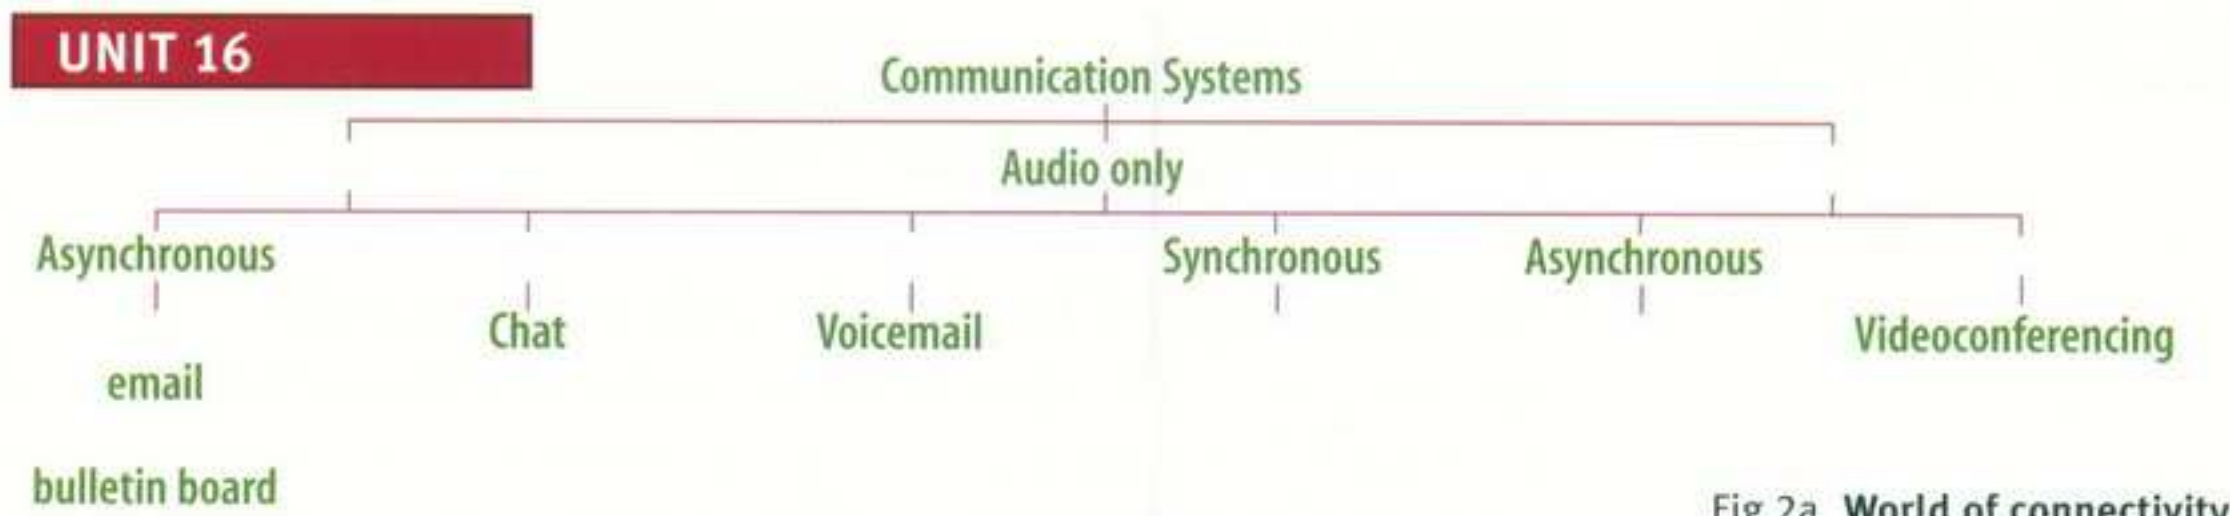 UNIT 16
Communication Systems
Audio only
Asynchronous
Synchronous
Asynchronous
Chat
Voicemail
Videoconferencing
email
bulletin board
Fig 2a World of connectivity